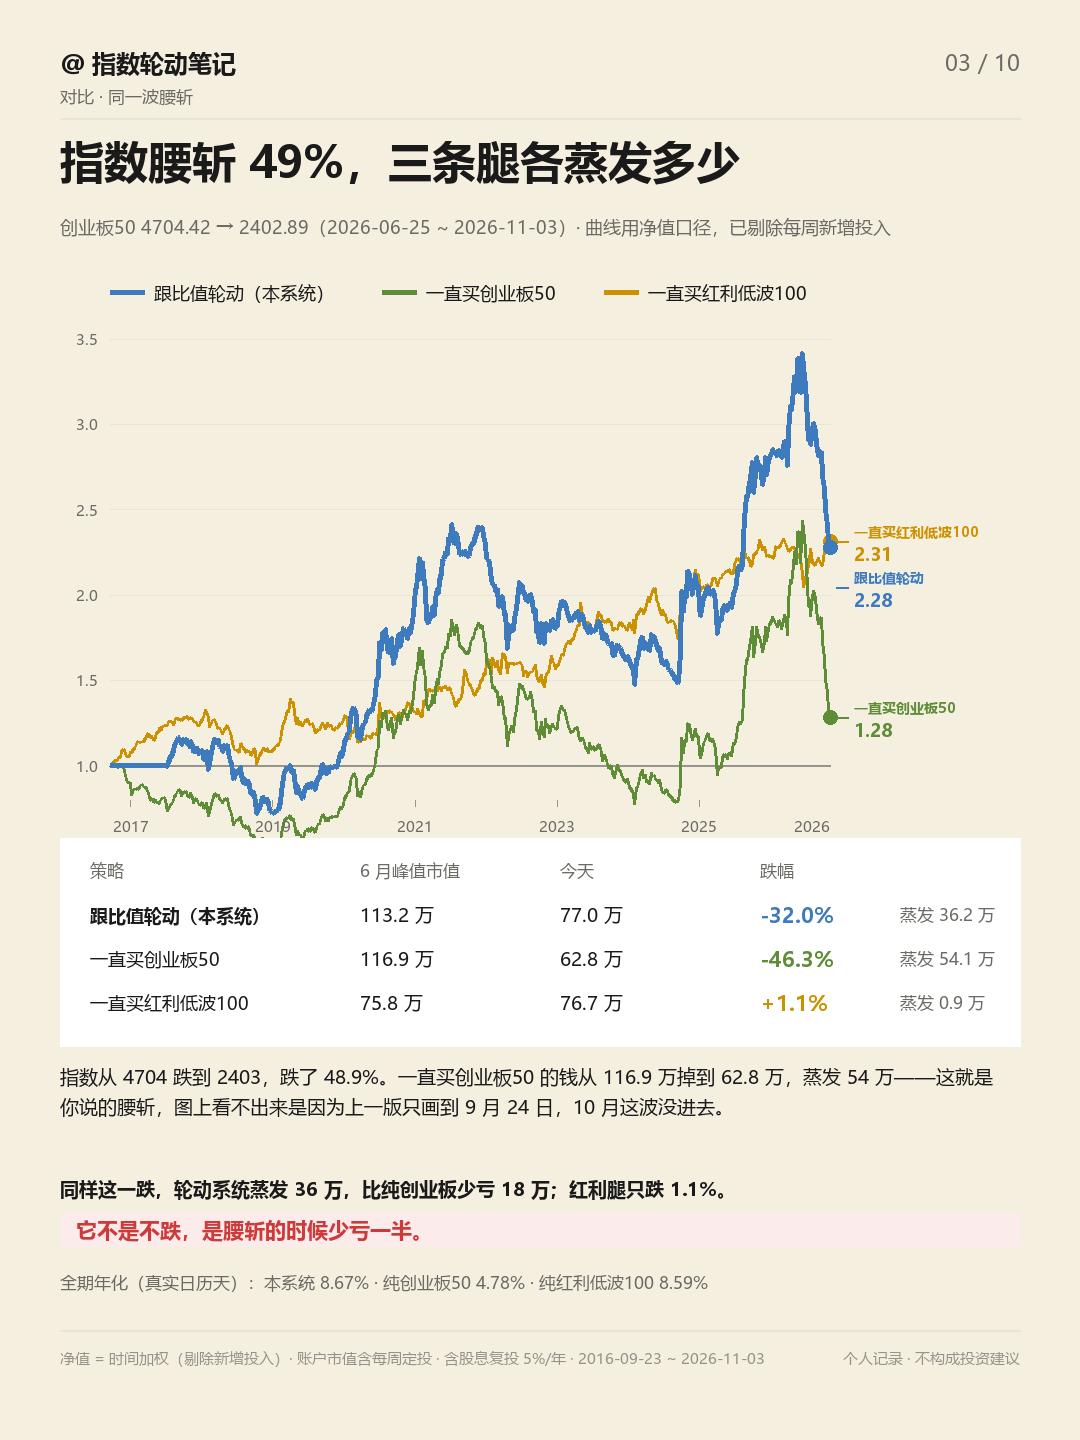 @ 指数轮动笔记
03 / 10
对比 · 同一波腰斩
指数腰斩 49%，三条腿各蒸发多少
创业板50 4704.42 → 2402.89（2026-06-25 ~ 2026-11-03）· 曲线用净值口径，已剔除每周新增投入
跟比值轮动（本系统） 一直买创业板50 一直买红利低波100
3.5
3.0
2.5
2.0
1.5
1.0
一直买红利低波100
2.31
跟比值轮动
2.28
一直买创业板50
1.28
2017 2019 2021 2023 2025 2026
策略 6 月峰值市值 今天 跌幅
跟比值轮动（本系统） 113.2 万 77.0 万 -32.0% 蒸发 36.2 万
一直买创业板50 116.9 万 62.8 万 -46.3% 蒸发 54.1 万
一直买红利低波100 75.8 万 76.7 万 +1.1% 蒸发 0.9 万
指数从 4704 跌到 2403，跌了 48.9%。一直买创业板50 的钱从 116.9 万掉到 62.8 万，蒸发 54 万——这就是
你说的腰斩，图上看不出来是因为上一版只画到 9 月 24 日，10 月这波没进去。
同样这一跌，轮动系统蒸发 36 万，比纯创业板少亏 18 万；红利腿只跌 1.1%。
它不是不跌，是腰斩的时候少亏一半。
全期年化（真实日历天）：本系统 8.67% · 纯创业板50 4.78% · 纯红利低波100 8.59%
净值 = 时间加权（剔除新增投入）· 账户市值含每周定投 · 含股息复投 5%/年 · 2016-09-23 ~ 2026-11-03
个人记录 · 不构成投资建议